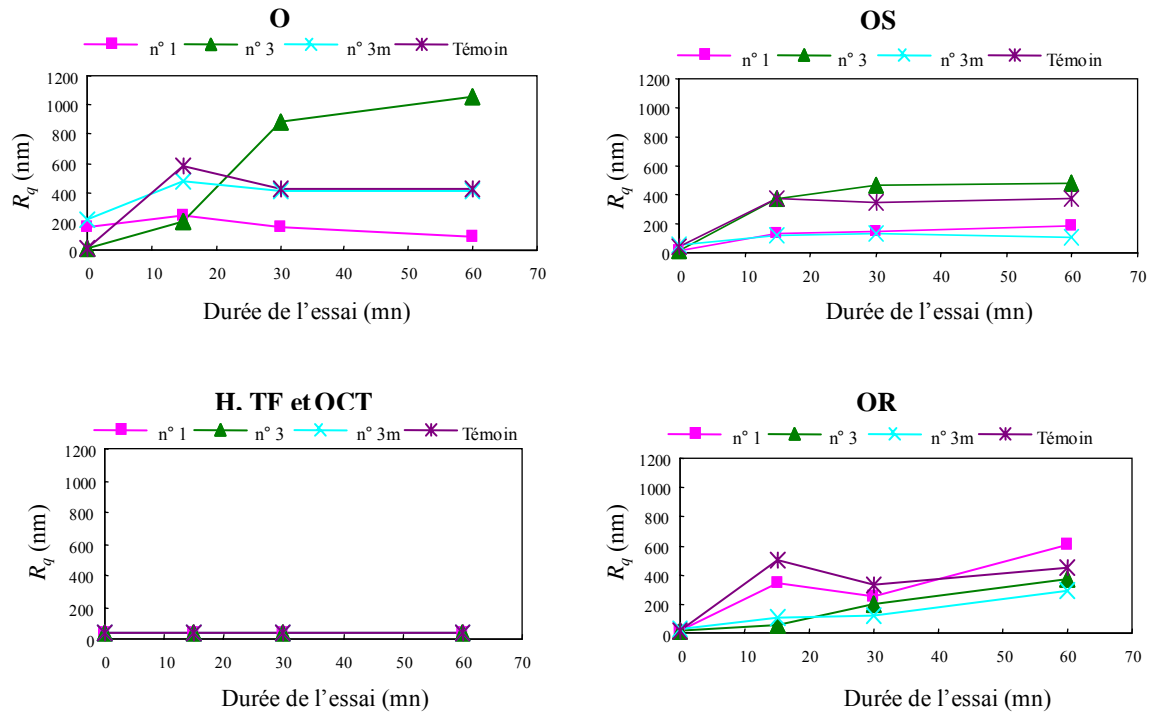 O
n° 1 n° 3 n° 3m Témoin
1200
1000
800
600
400
200
0
0 10 20 30 40 50 60 70
R_q (nm)
Durée de l'essai (mn)
OS
n° 1 n° 3 n° 3m Témoin
1200
1000
800
600
400
200
0
0 10 20 30 40 50 60 70
R_q (nm)
Durée de l'essai (mn)
H, TF et OCT
n° 1 n° 3 n° 3m Témoin
1200
1000
800
600
400
200
0
0 10 20 30 40 50 60 70
R_q (nm)
Durée de l'essai (mn)
OR
n° 1 n° 3 n° 3m Témoin
1200
1000
800
600
400
200
0
0 10 20 30 40 50 60 70
R_q (nm)
Durée de l'essai (mn)